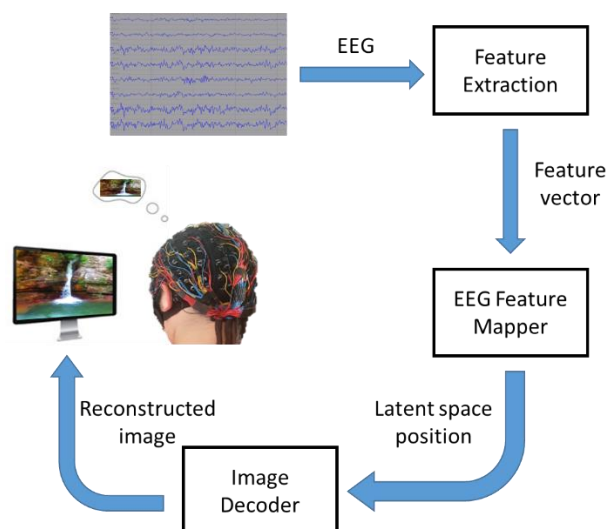 EEG
Feature
Extraction
Feature
vector
EEG Feature
Mapper
Latent space
position
Image
Decoder
Reconstructed
image